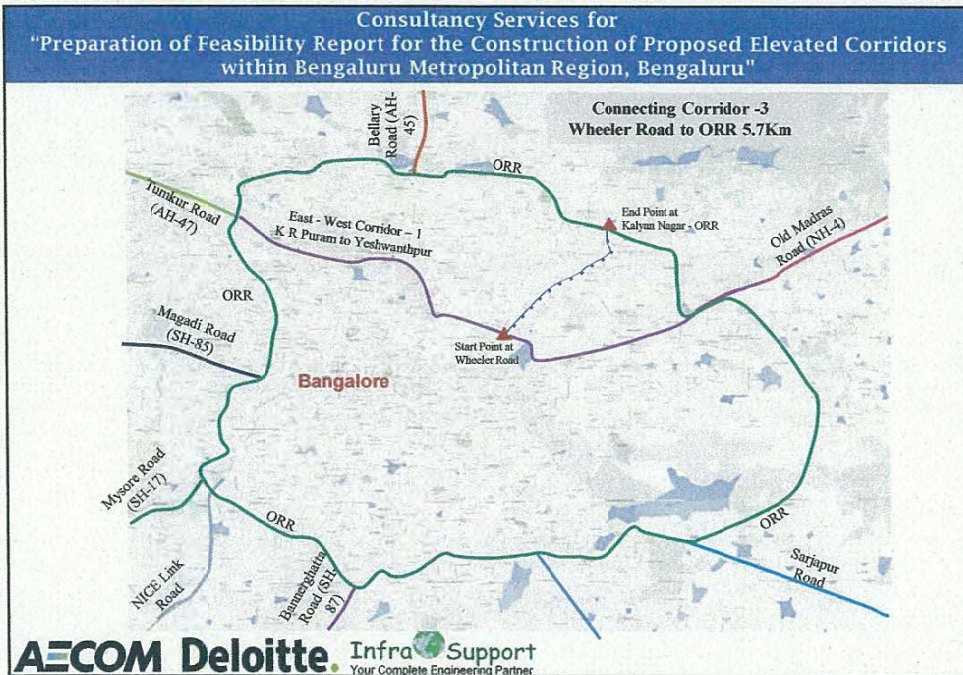 Consultancy Services for
"Preparation of Feasibility Report for the Construction of Proposed Elevated Corridors
within Bengaluru Metropolitan Region, Bengaluru"
Connecting Corridor -3
Wheeler Road to ORR 5.7Km
Bellary
Road (AH-
45)
ORR
Tumkur Road
(AH-47)
East - West Corridor – 1
K R Puram to Yeshwanthpur
End Point at
Kalyan Nagar - ORR
Old Madras
Road (NH-4)
ORR
Magadi Road
(SH-85)
Start Point at
Wheeler Road
Bangalore
Mysore Road
(SH-17)
ORR
ORR
NICE Link
Road
Bannerghatta
Road (SH-
87)
Sarjapur
Road
AECOM Deloitte. Infra Support
Your Complete Engineering Partner